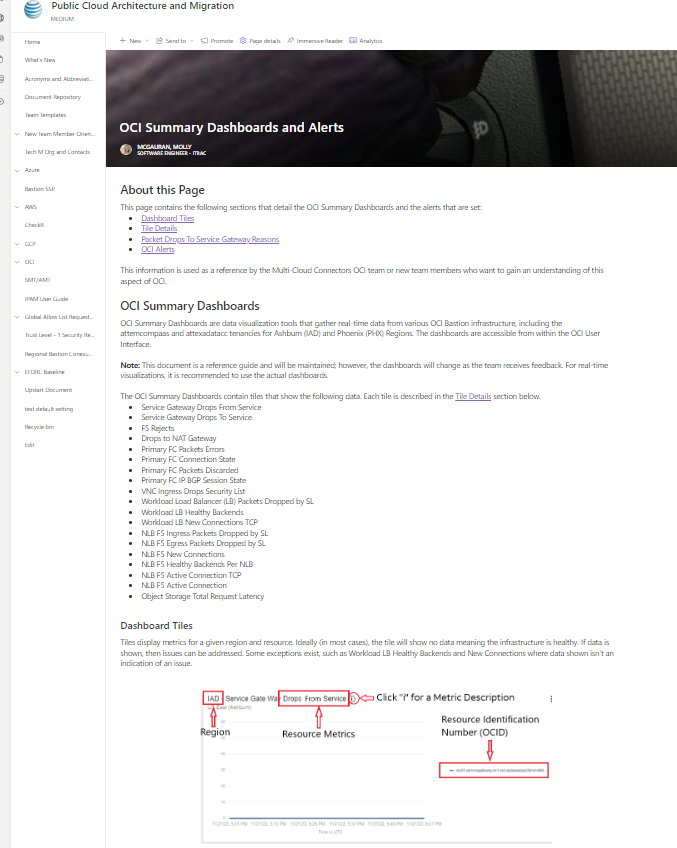 Public Cloud Architecture and Migration
MEDIUM
Home
What's New
Acronyms and Abbreviati...
Document Repository
Team Templates
New Team Member Orien...
Tech M Org and Contacts
Azure
Bastion SSP
AWS
CheckR
GCP
OCI
SMT/AMT
IPAM User Guide
Global Allow List Request...
Trust Level - 1 Security Re...
Regional Bastion Connu...
EFDRC Baseline
Upstart Document
test default setting
Recycle bin
Edit
New
Send to
Promote
Page details
Immersive Reader
Analytics
OCI Summary Dashboards and Alerts
MCGAURAN, MOLLY
SOFTWARE ENGINEER - ITRAC
About this Page
This page contains the following sections that detail the OCI Summary Dashboards and the alerts that are set:
Dashboard Tiles
Tile Details
Packet Drops To Service Gateway Reasons
OCI Alerts
This information is used as a reference by the Multi-Cloud Connectors OCI team or new team members who want to gain an understanding of this
aspect of OCI.
OCI Summary Dashboards
OCI Summary Dashboards are data visualization tools that gather real-time data from various OCI Bastion infrastructure, including the
attemcompaas and attexadatacc tenancies for Ashburn (IAD) and Phoenix (PHX) Regions. The dashboards are accessible from within the OCI User
Interface.
Note: This document is a reference guide and will be maintained; however, the dashboards will change as the team receives feedback. For real-time
visualizations, it is recommended to use the actual dashboards.
The OCI Summary Dashboards contain tiles that show the following data. Each tile is described in the Tile Details section below.
Service Gateway Drops From Service
Service Gateway Drops To Service
F5 Rejects
Drops to NAT Gateway
Primary FC Packets Errors
Primary FC Connection State
Primary FC Packets Discarded
Primary FC IP BGP Session State
VNC Ingress Drops Security List
Workload Load Balancer (LB) Packets Dropped by SL
Workload LB Healthy Backends
Workload LB New Connections TCP
NLB F5 Ingress Packets Dropped by SL
NLB F5 Egress Packets Dropped by SL
NLB F5 New Connections
NLB F5 Healthy Backends Per NLB
NLB F5 Active Connection TCP
NLB F5 Active Connection
Object Storage Total Request Latency
Dashboard Tiles
Tiles display metrics for a given region and resource. Ideally (in most cases), the tile will show no data meaning the infrastructure is healthy. If data is
shown, then issues can be addressed. Some exceptions exist, such as Workload LB Healthy Backends and New Connections where data shown isn't an
indication of an issue.
IAD - Service Gate Wa Drops From Service
Click "i" for a Metric Description
US East (Ashburn)
Region
Resource Metrics
Resource Identification
Number (OCID)
Time in UTC